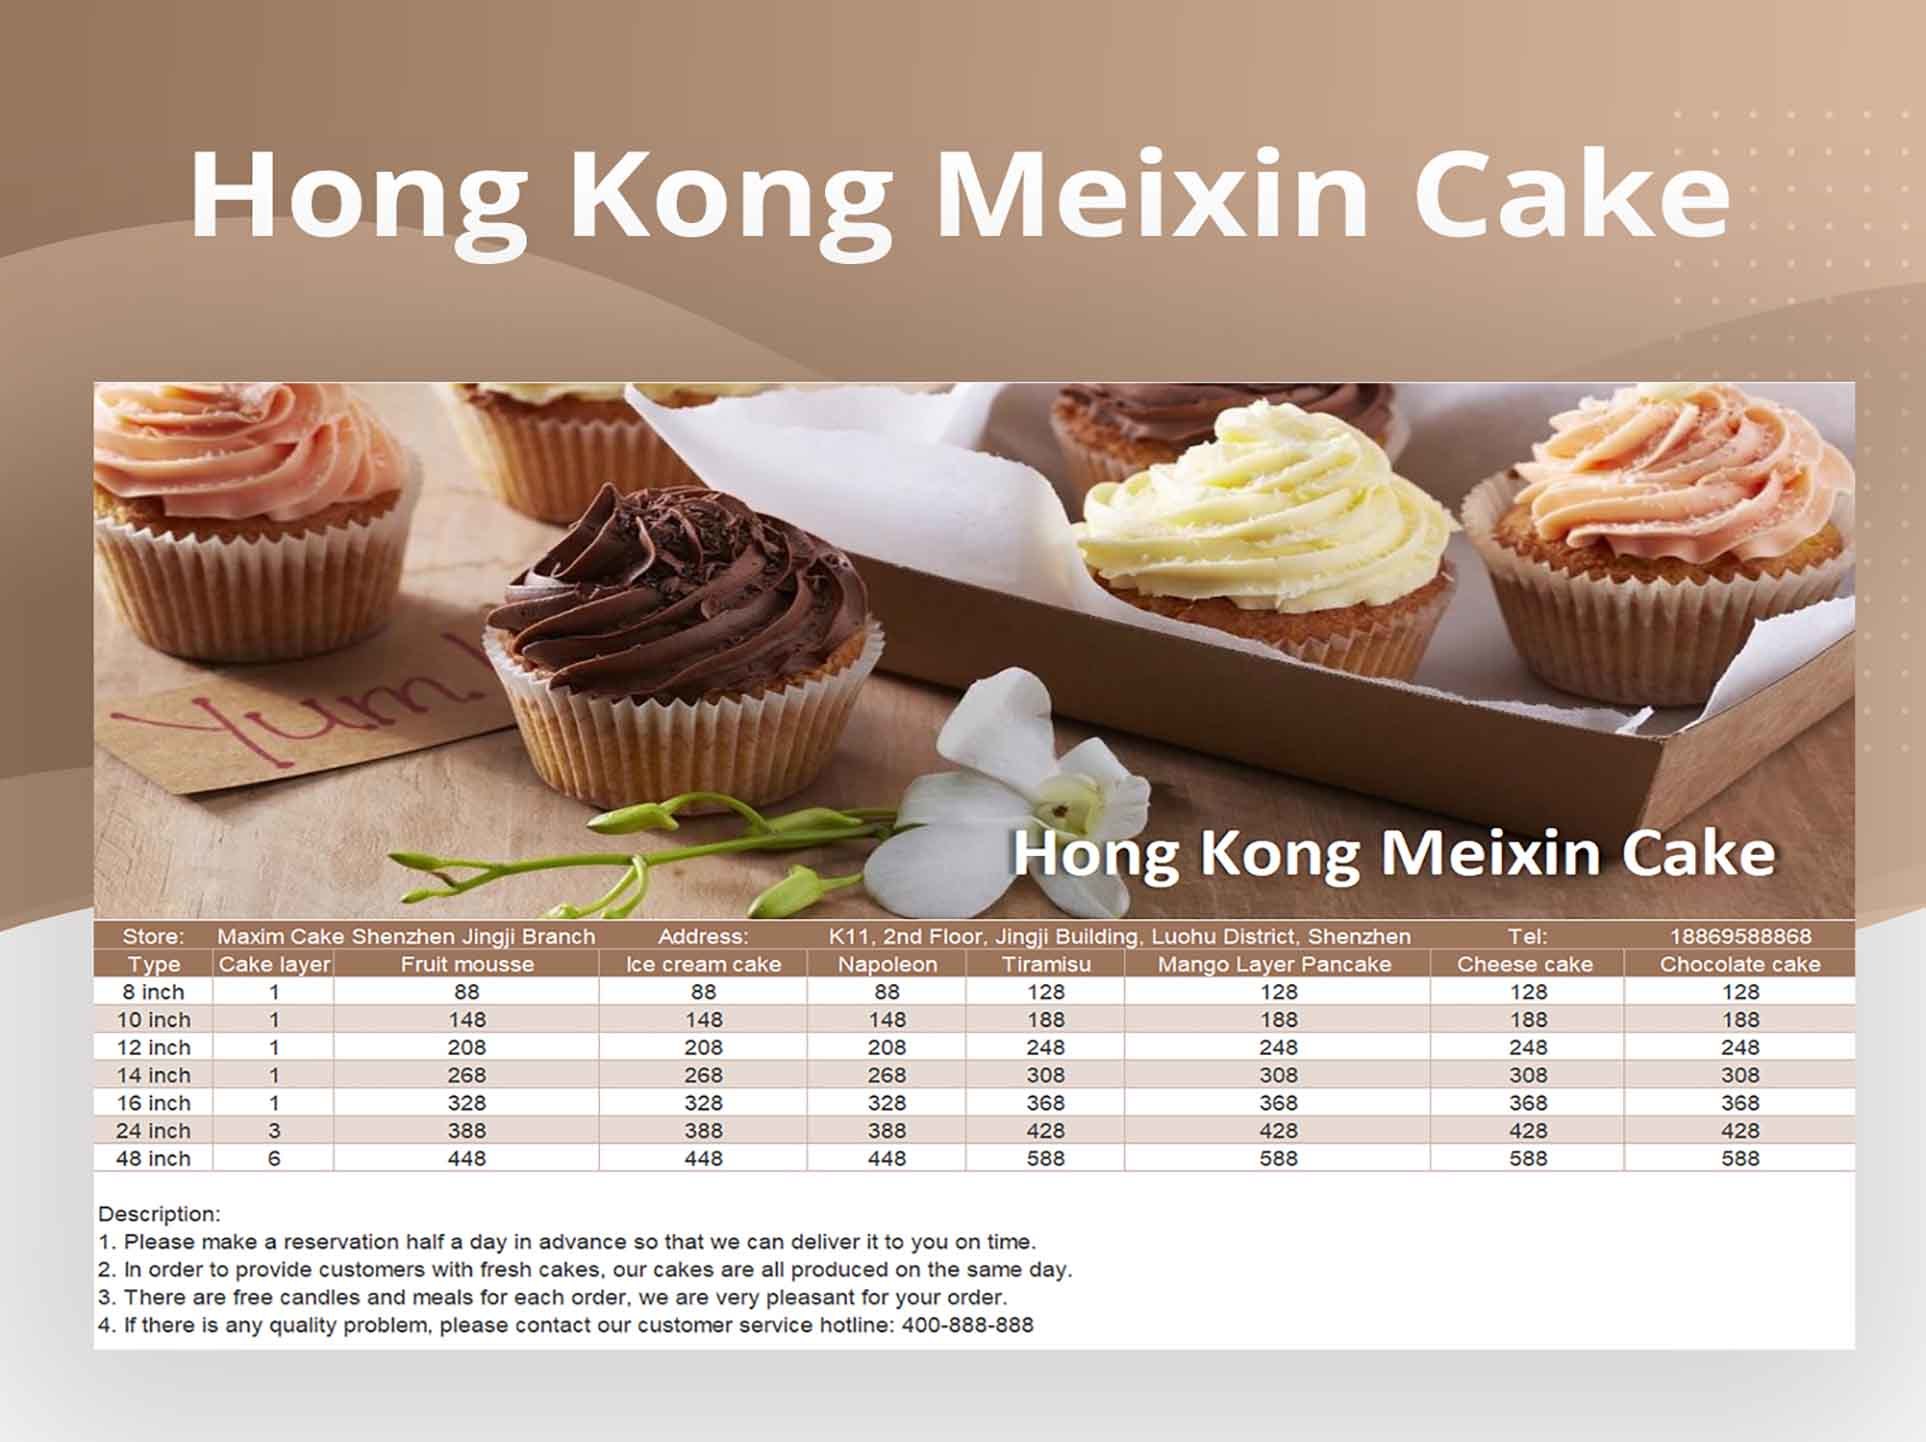 Hong Kong Meixin Cake
Yum!
Hong Kong Meixin Cake
Store: Maxim Cake Shenzhen Jingji Branch Address: K11, 2nd Floor, Jingji Building, Luohu District, Shenzhen Tel: 18869588868
Type Cake layer Fruit mousse Ice cream cake Napoleon Tiramisu Mango Layer Pancake Cheese cake Chocolate cake
8 inch 1 88 88 88 128 128 128 128
10 inch 1 148 148 148 188 188 188 188
12 inch 1 208 208 208 248 248 248 248
14 inch 1 268 268 268 308 308 308 308
16 inch 1 328 328 328 368 368 368 368
24 inch 3 388 388 388 428 428 428 428
48 inch 6 448 448 448 588 588 588 588
Description:
1. Please make a reservation half a day in advance so that we can deliver it to you on time.
2. In order to provide customers with fresh cakes, our cakes are all produced on the same day.
3. There are free candles and meals for each order, we are very pleasant for your order.
4. If there is any quality problem, please contact our customer service hotline: 400-888-888